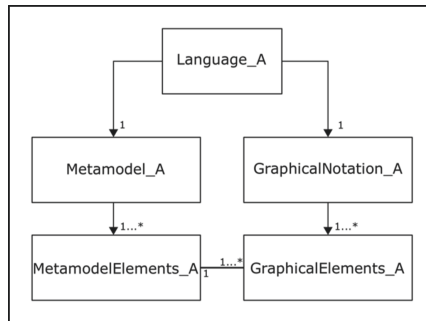 Language_A
1
1
Metamodel_A
GraphicalNotation_A
1...*
1...*
MetamodelElements_A
1
1...*
GraphicalElements_A